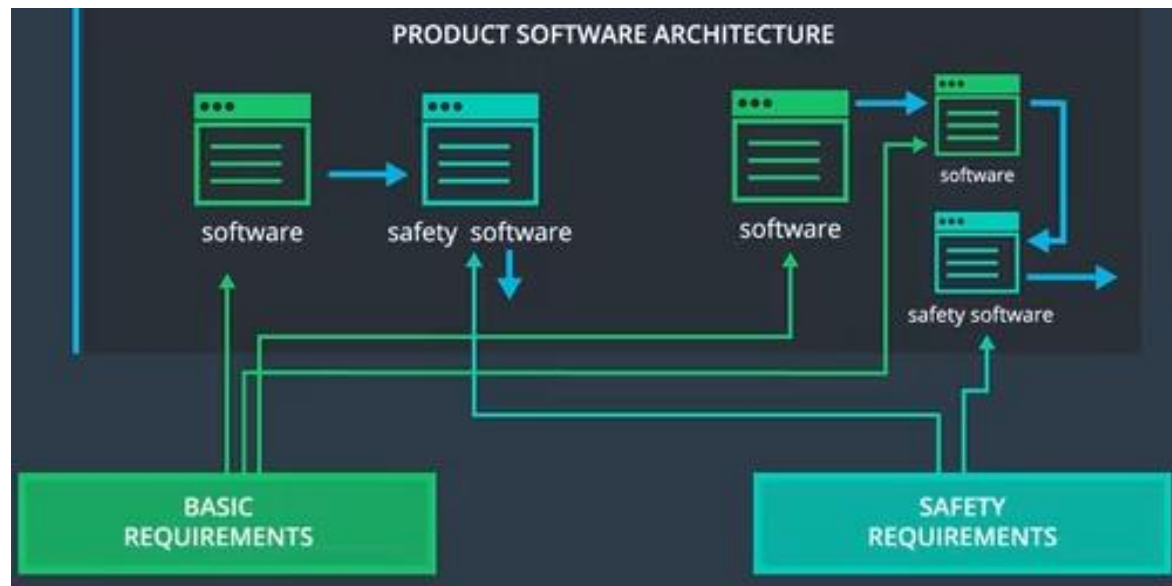 PRODUCT SOFTWARE ARCHITECTURE
software
safety software
software
software
safety software
BASIC
REQUIREMENTS
SAFETY
REQUIREMENTS